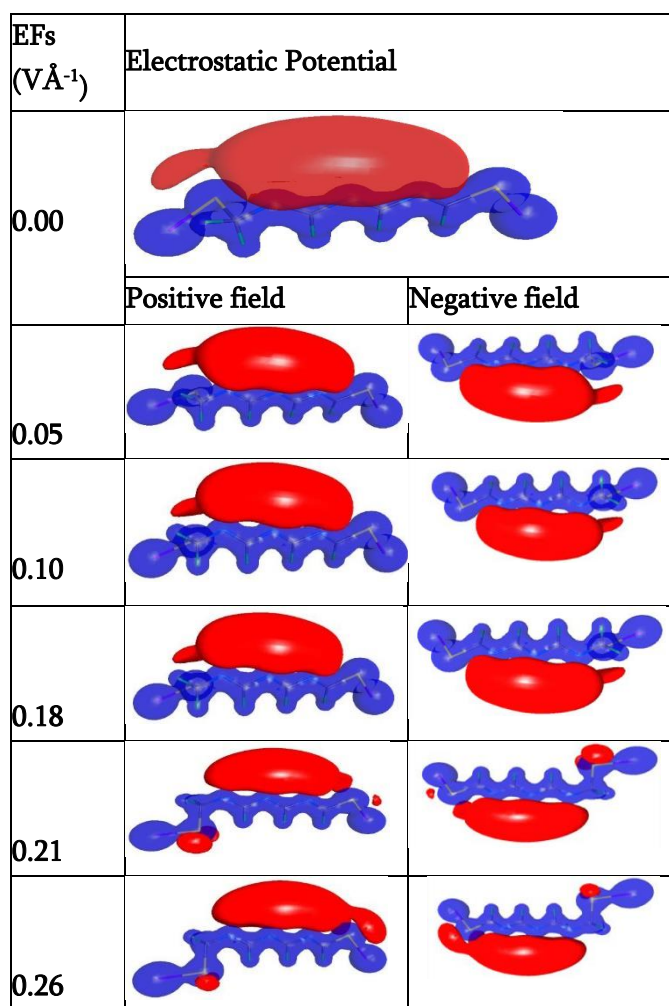 EFs
(VÅ⁻¹)
Electrostatic Potential
0.00
Positive field
Negative field
0.05
0.10
0.18
0.21
0.26